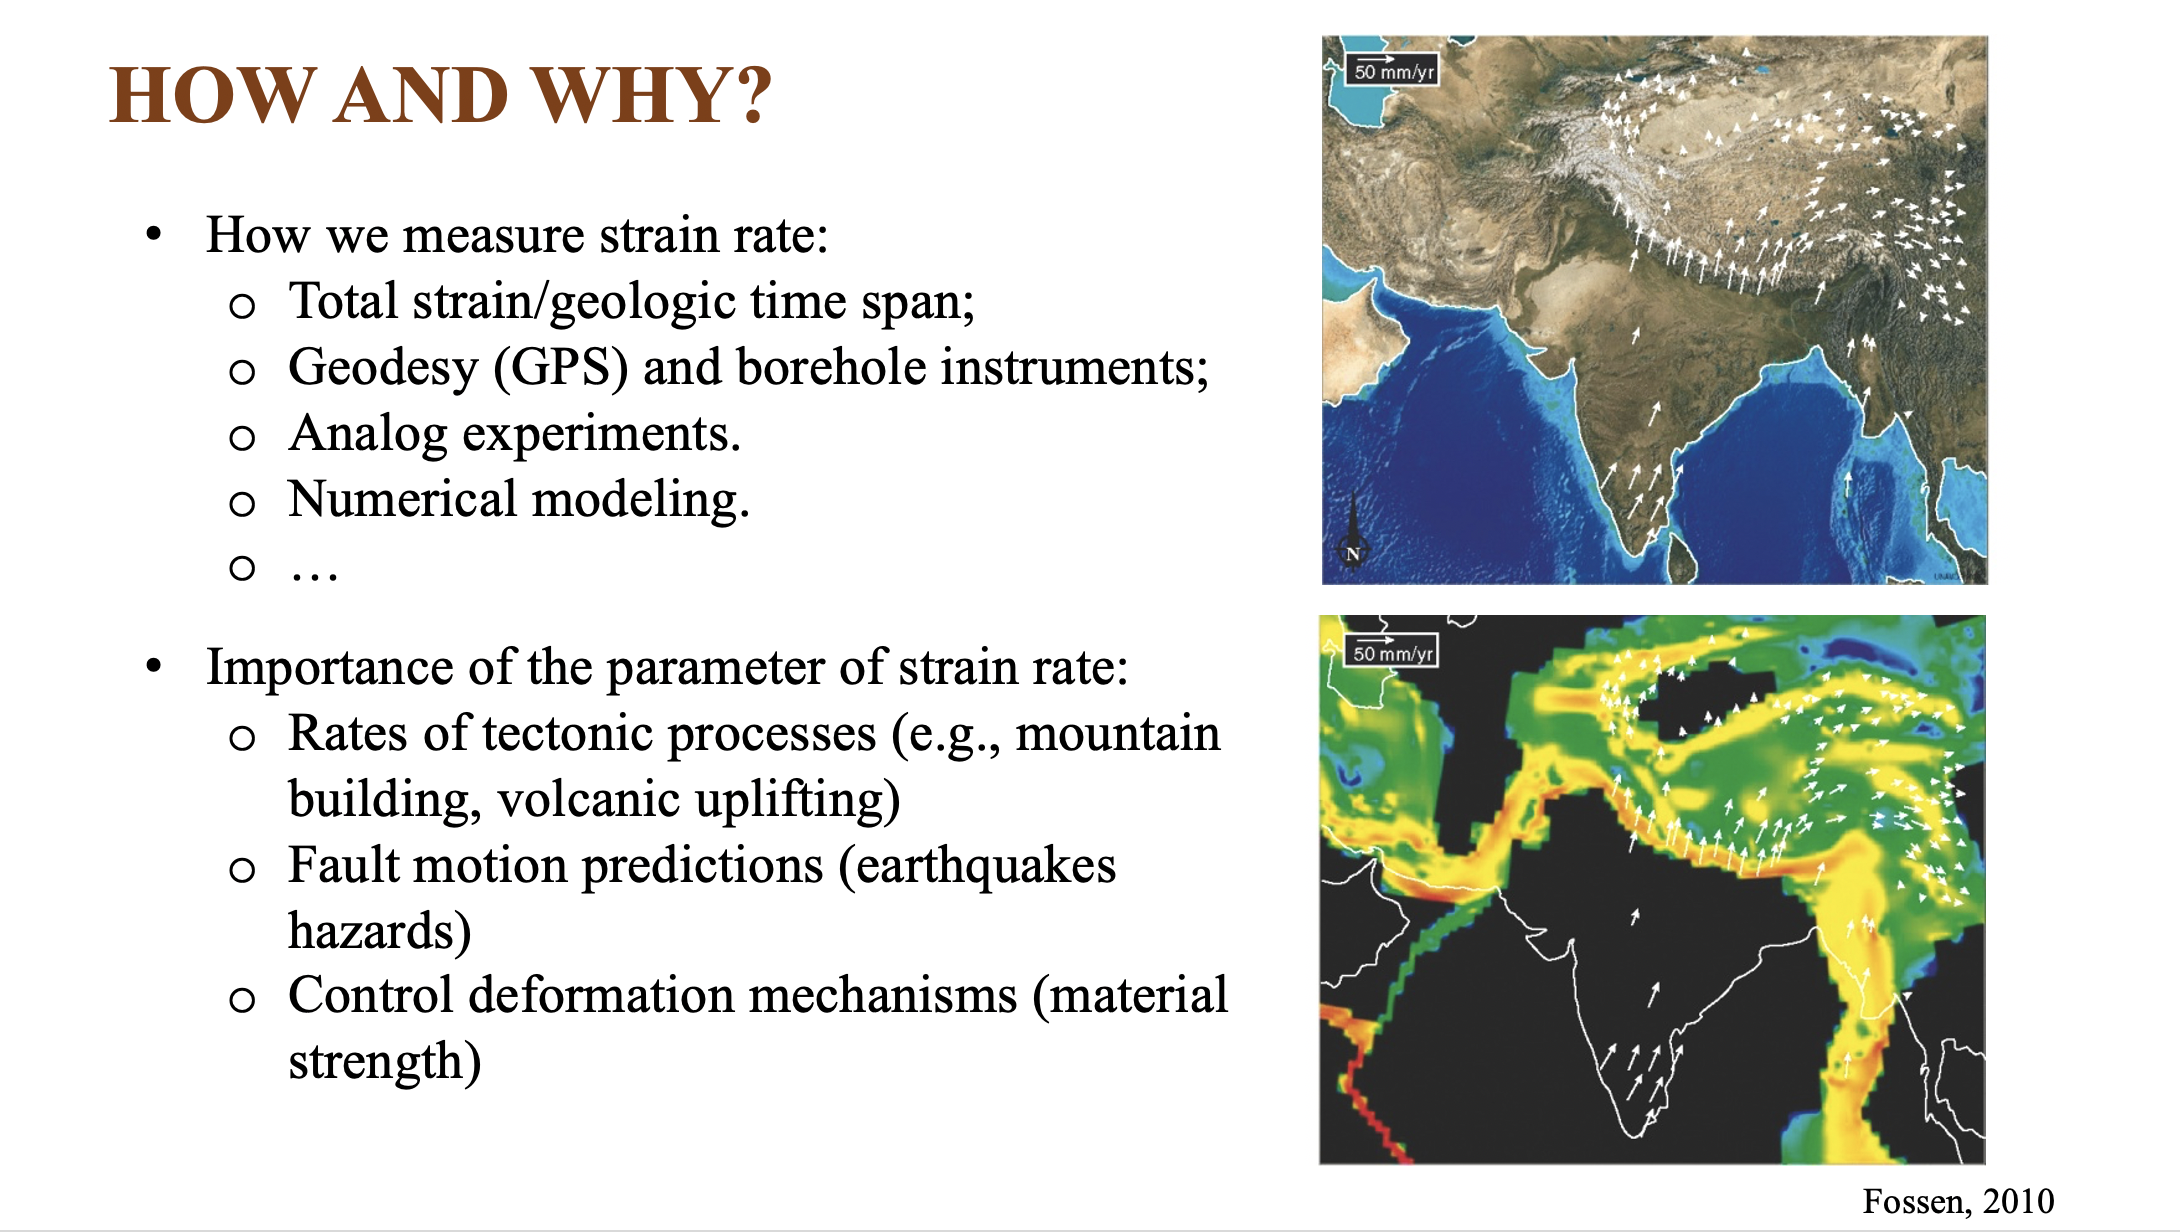 HOW AND WHY?
• How we measure strain rate:
o Total strain/geologic time span;
o Geodesy (GPS) and borehole instruments;
o Analog experiments.
o Numerical modeling.
o …
• Importance of the parameter of strain rate:
o Rates of tectonic processes (e.g., mountain
building, volcanic uplifting)
o Fault motion predictions (earthquakes
hazards)
o Control deformation mechanisms (material
strength)
50 mm/yr
N
50 mm/yr
Fossen, 2010